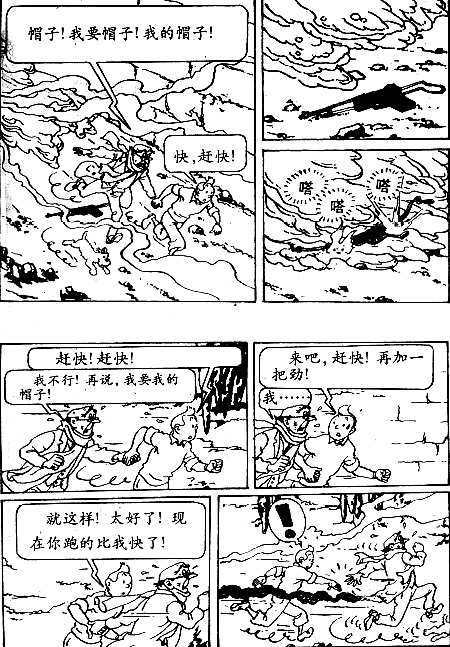 帽子!我要帽子!我的帽子!
快,赶快!
嗒
嗒
嗒
赶快!赶快!
我不行!再说,我要我的
帽子!
来吧,赶快!再加一
把劲!
我……
就这样!太好了!现
在你跑的比我快了!
!